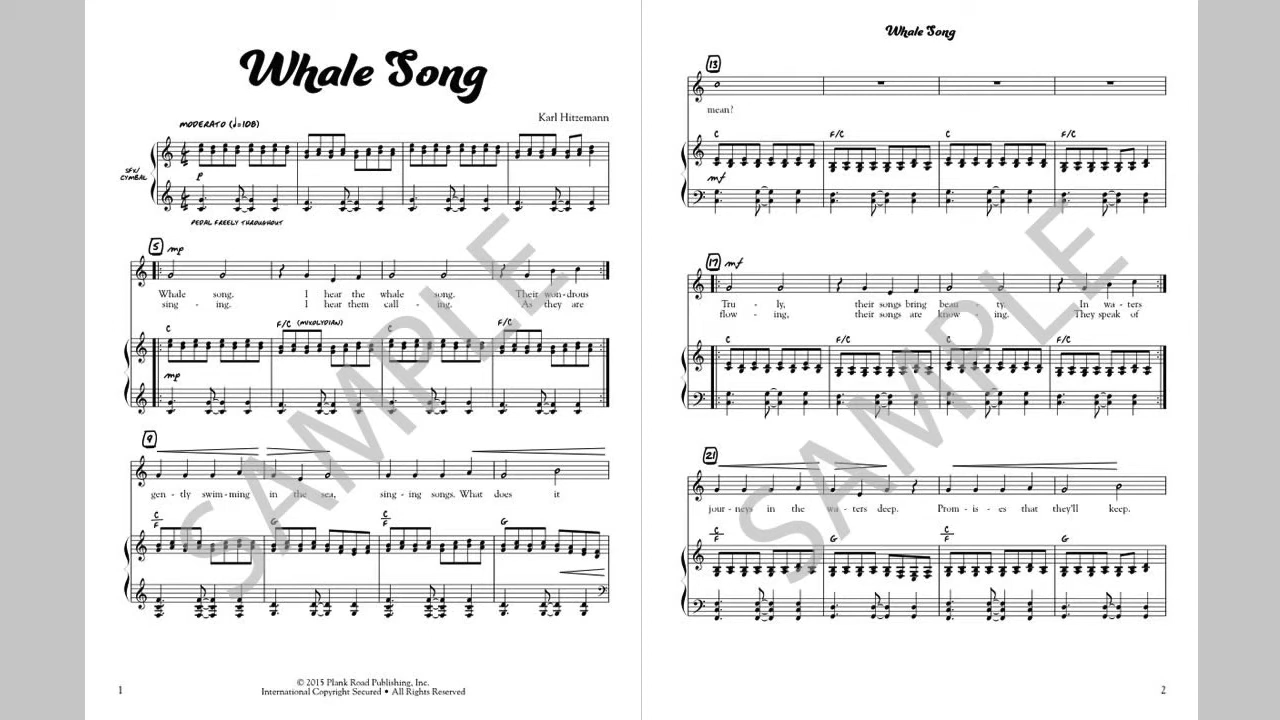 Whale Song
Karl Hitzemann
MODERATO (♩=108)
SFX/
CYMBAL
p
PEDAL FREELY THROUGHOUT
5 mp
Whale song. I hear the whale song. Their won-drous
sing - ing. I hear them call - ing. As they are
C F/C (MIXOLYDIAN) C F/C
mp
9
gen - tly swim - ming in the sea, sing - ing songs. What does it
C/F G C/F G
© 2015 Plank Road Publishing, Inc.
International Copyright Secured • All Rights Reserved
1
SAMPLE
Whale Song
13
mean?
C F/C C F/C
mf
17 mf
Tru - ly, their songs bring beau - ty. In wa - ters
flow - ing, their songs are know - ing. They speak of
C F/C C F/C
21
jour - neys in the wa - ters deep. Prom - is - es that they'll keep.
C/F G C/F G
2
SAMPLE